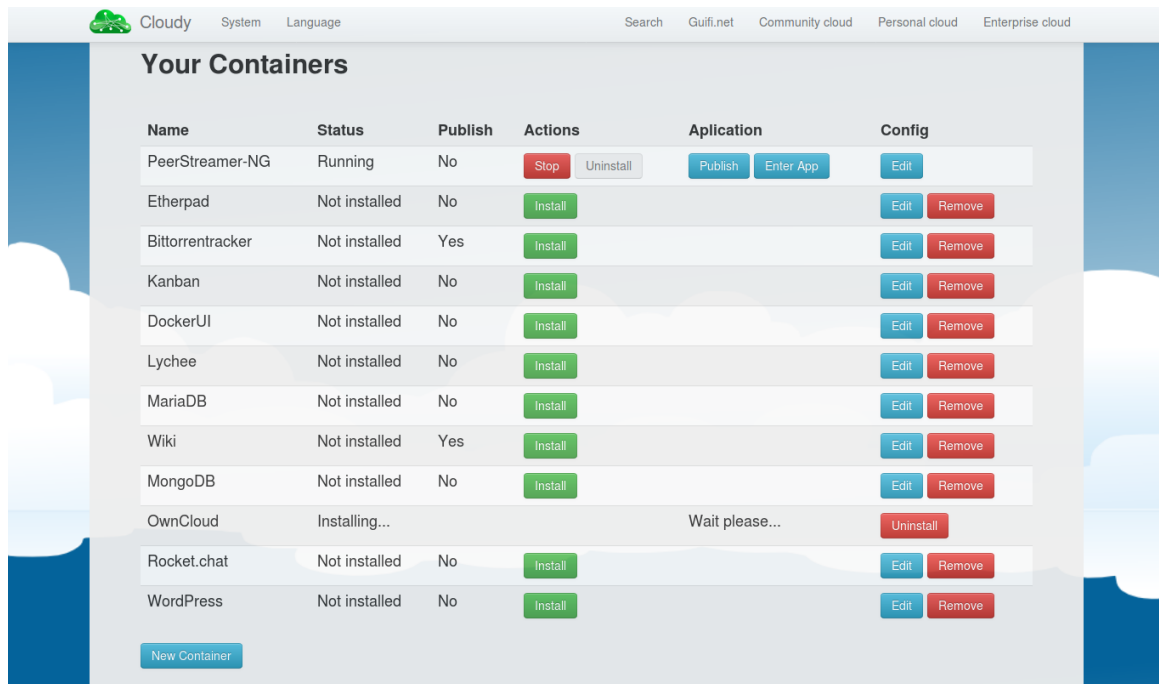 Cloudy System Language Search Guifi.net Community cloud Personal cloud Enterprise cloud
Your Containers
Name Status Publish Actions Aplication Config
PeerStreamer-NG Running No Stop Uninstall Publish Enter App Edit
Etherpad Not installed No Install Edit Remove
Bittorrentracker Not installed Yes Install Edit Remove
Kanban Not installed No Install Edit Remove
DockerUI Not installed No Install Edit Remove
Lychee Not installed No Install Edit Remove
MariaDB Not installed No Install Edit Remove
Wiki Not installed Yes Install Edit Remove
MongoDB Not installed No Install Edit Remove
OwnCloud Installing... Wait please... Uninstall
Rocket.chat Not installed No Install Edit Remove
WordPress Not installed No Install Edit Remove
New Container